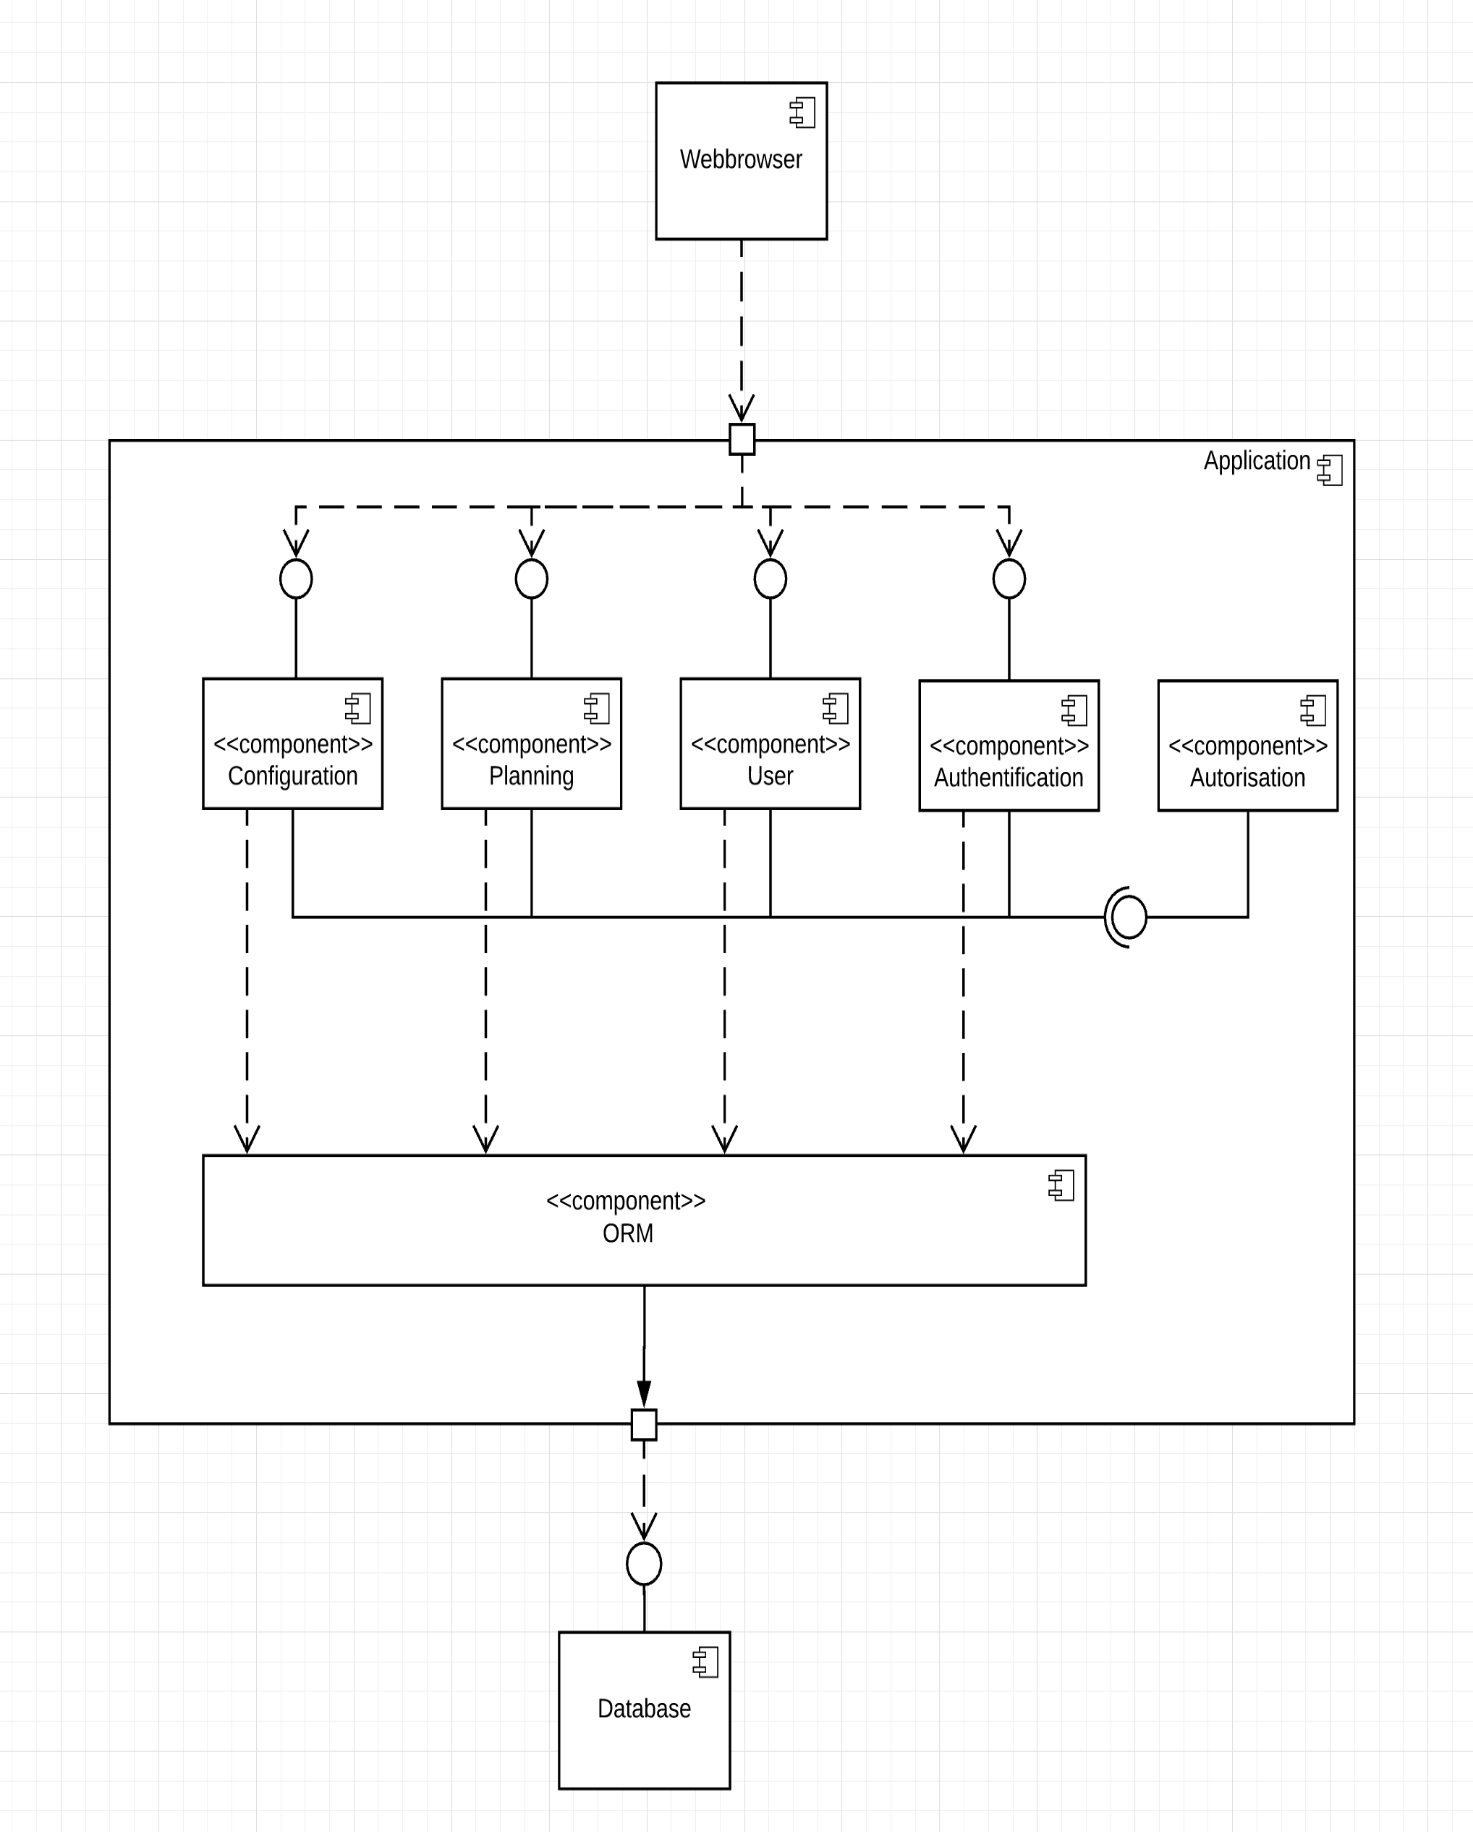 Webbrowser
Application
<<component>>
Configuration
<<component>>
Planning
<<component>>
User
<<component>>
Authentification
<<component>>
Autorisation
<<component>>
ORM
Database